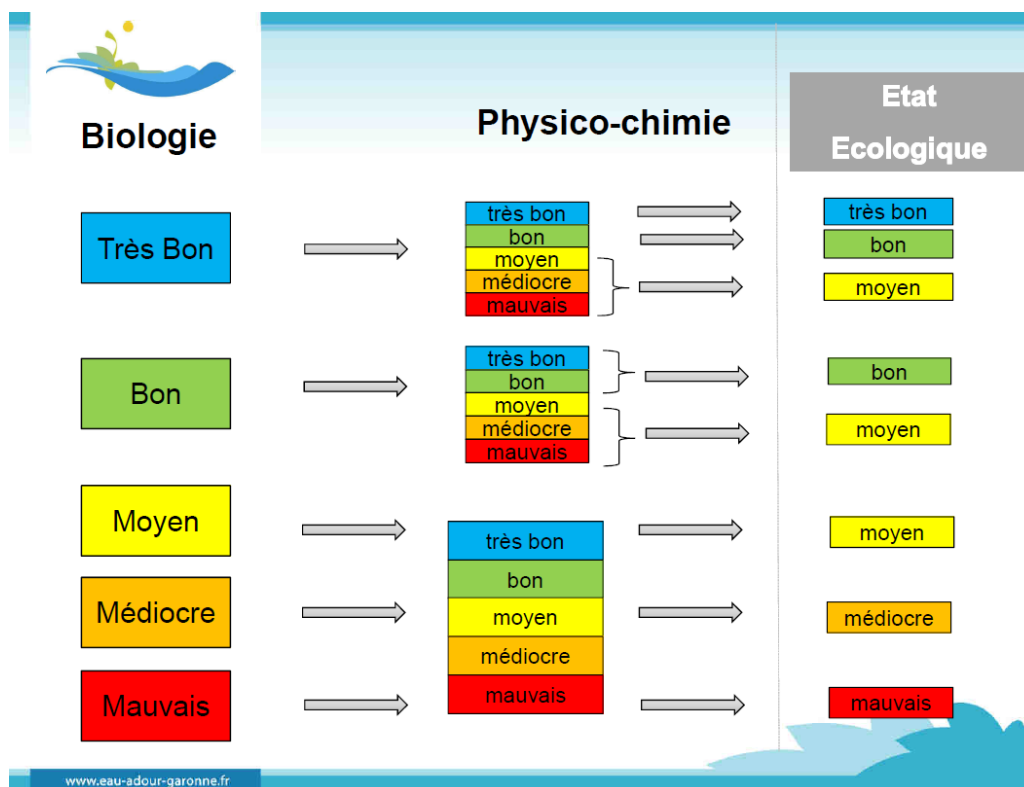 Biologie
Physico-chimie
Etat
Ecologique
Très Bon
très bon
bon
moyen
médiocre
mauvais
très bon
bon
moyen
Bon
très bon
bon
moyen
médiocre
mauvais
bon
moyen
Moyen
Médiocre
Mauvais
très bon
bon
moyen
médiocre
mauvais
moyen
médiocre
mauvais
www.eau-adour-garonne.fr